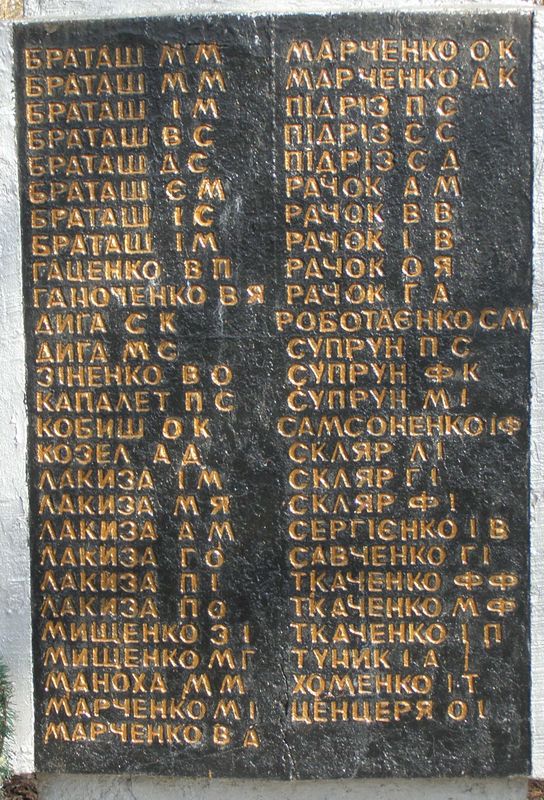 БРАТАШ М М
БРАТАШ М М
БРАТАШ І М
БРАТАШ В С
БРАТАШ Д С
БРАТАШ Є М
БРАТАШ І С
БРАТАШ І М
ГАЦЕНКО В П
ГАНОЧЕНКО В Я
ДИГА С К
ДИГА М С
ЗІНЕНКО В О
КАПАЛЕТ П С
КОБИШ О К
КОЗЕЛ А Д
ЛАКИЗА І М
ЛАКИЗА М Я
ЛАКИЗА А М
ЛАКИЗА Г О
ЛАКИЗА П І
ЛАКИЗА П О
МИЩЕНКО З І
МИЩЕНКО М Г
МАНОХА М М
МАРЧЕНКО М І
МАРЧЕНКО В А
МАРЧЕНКО О К
МАРЧЕНКО А К
ПІДРІЗ П С
ПІДРІЗ С С
ПІДРІЗ С Д
РАЧОК А М
РАЧОК В В
РАЧОК І В
РАЧОК О Я
РАЧОК Г А
РОБОТАЄНКО С М
СУПРУН П С
СУПРУН Ф К
СУПРУН М І
САМСОНЕНКО І Ф
СКЛЯР Л І
СКЛЯР Г І
СКЛЯР Ф І
СЕРГІЄНКО І В
САВЧЕНКО Г І
ТКАЧЕНКО Ф Ф
ТКАЧЕНКО М Ф
ТКАЧЕНКО І П
ТУНИК І А І
ХОМЕНКО І Т
ЦЕНЦЕРЯ О І